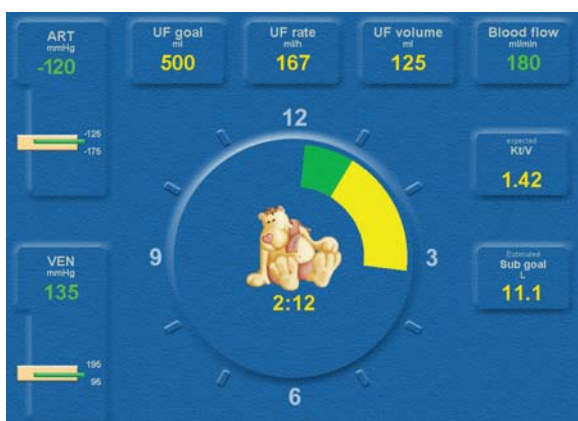 ART
mmHg
-120
-125
-175
UF goal
ml
500
UF rate
ml/h
167
UF volume
ml
125
Blood flow
ml/min
180
expected
Kt/V
1.42
Estimated
Sub goal
L
11.1
VEN
mmHg
135
195
95
12
3
6
9
2:12